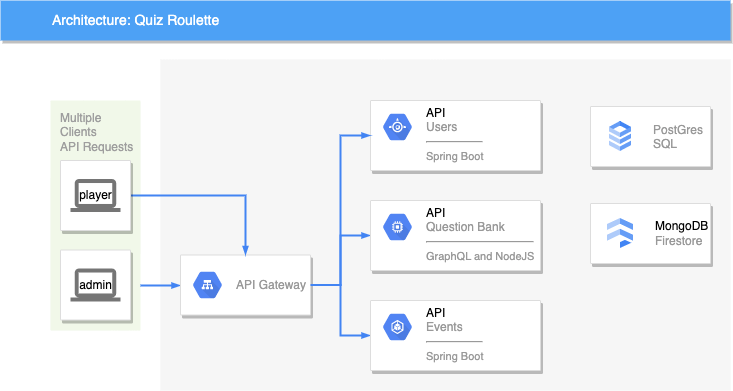 Architecture: Quiz Roulette
Multiple
Clients
API Requests
player
admin
API Gateway
API
Users
Spring Boot
API
Question Bank
GraphQL and NodeJS
API
Events
Spring Boot
PostGres
SQL
MongoDB
Firestore